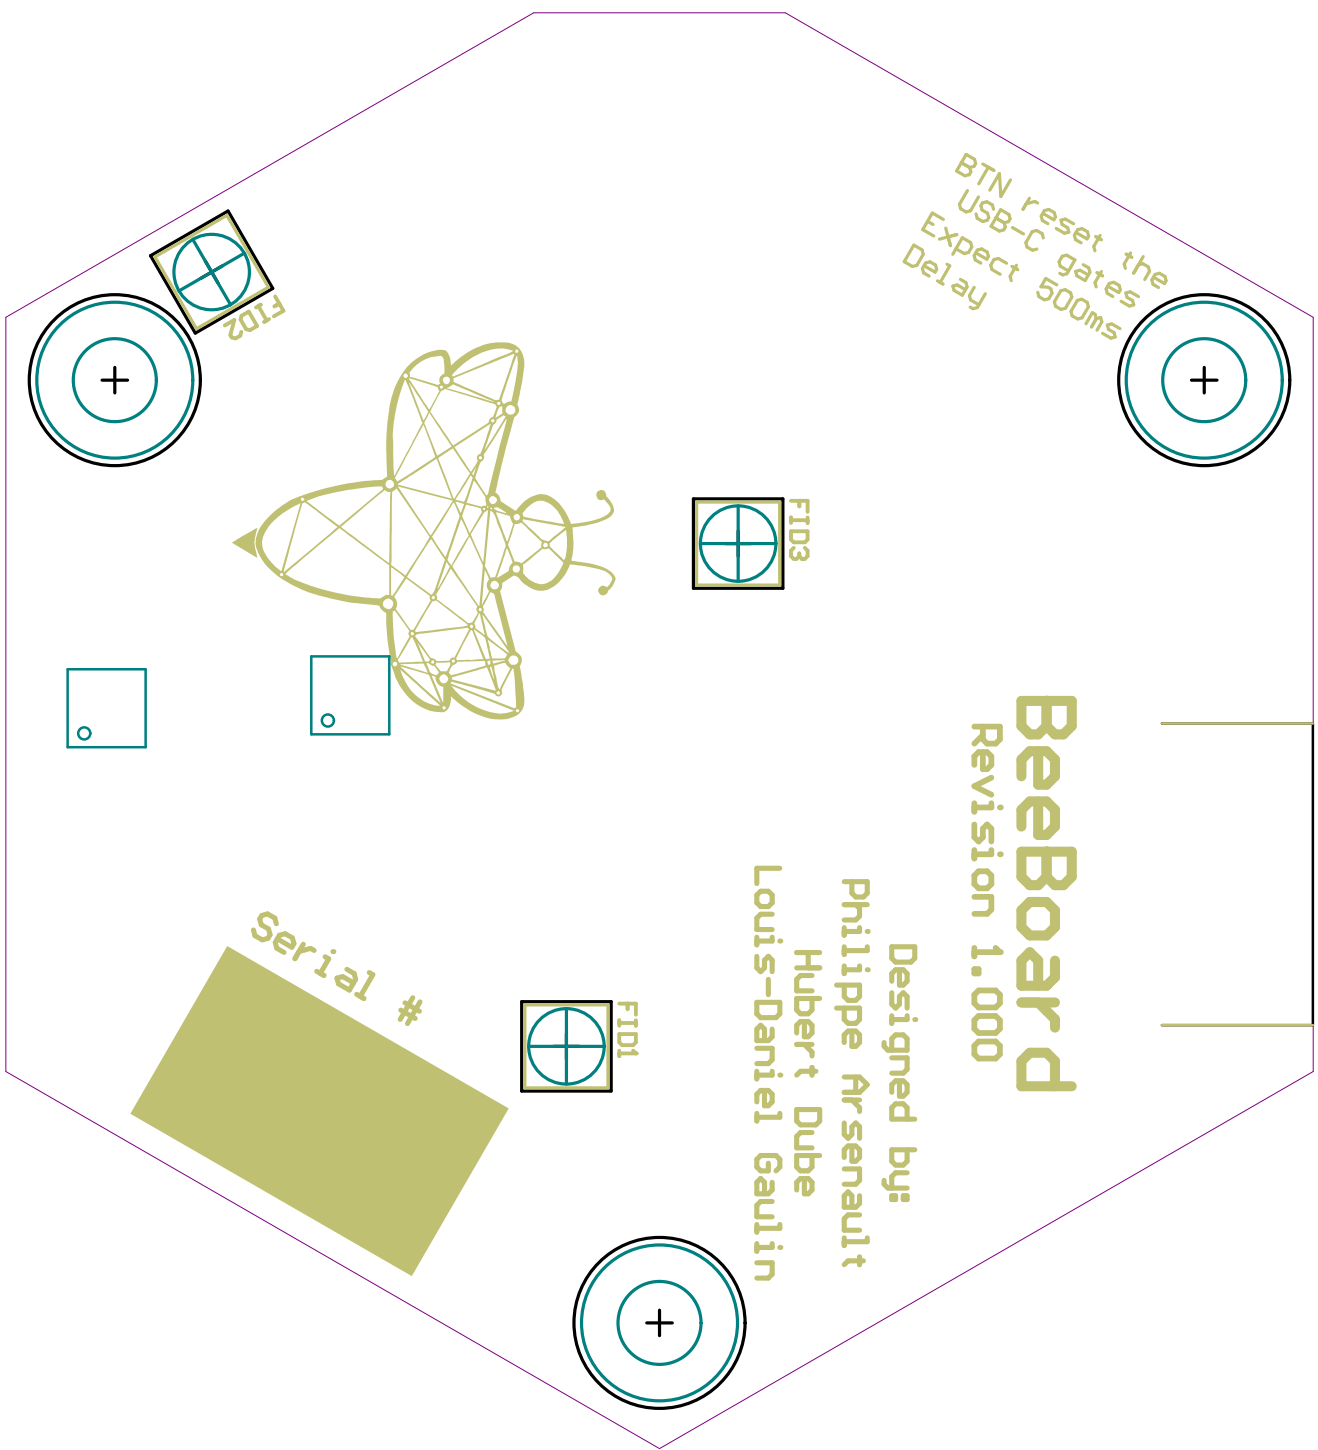 BTN reset the
USB-C gates
Expect 500ms
Delay
FID2
FID3
BeeBoard
Revision 1.000
Designed by:
Philippe Arsenault
Hubert Dube
Louis-Daniel Gaulin
Serial #
FID1